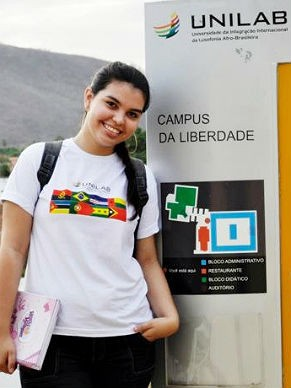 UNILAB
Universidade da Integração Internacional
da Lusofonia Afro-Brasileira
CAMPUS
DA LIBERDADE
UNILAB
Você está aqui
BLOCO ADMINISTRATIVO
RESTAURANTE
BLOCO DIDÁTICO
AUDITÓRIO